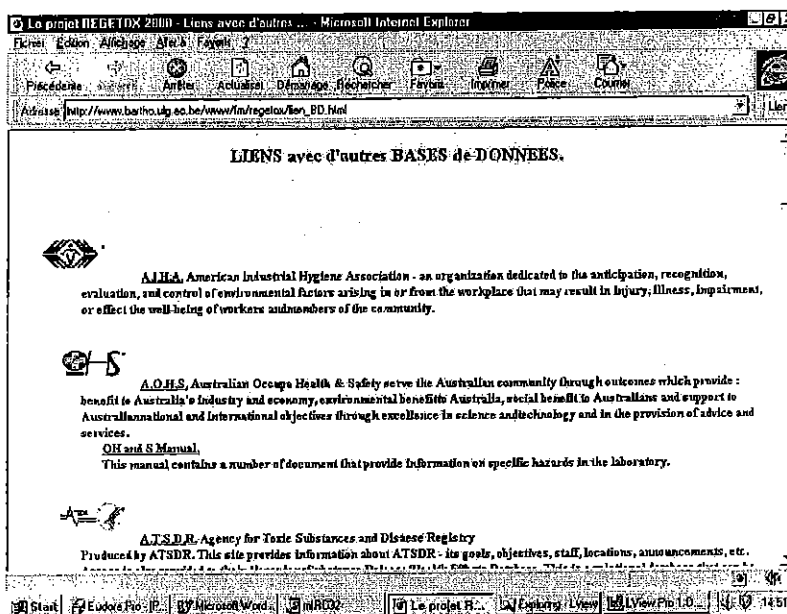 Le projet REGETOX 2000 - Liens avec d'autres ... - Microsoft Internet Explorer
Fichier Edition Affichage Aller à Favoris ?
Précédente Arrêter Actualiser Démarrage Rechercher Favoris Imprimer Police Courrier
Adresse http://www.bartho.ulg.ac.be/www/fm/regetox/lien_BD.html Lien
LIENS avec d'autres BASES de DONNEES.
A.I.H.A, American Industrial Hygiene Association - an organization dedicated to the anticipation, recognition,
evaluation, and control of environmental factors arising in or from the workplace that may result in injury, illness, impairment,
or effect the well-being of workers andmembers of the community.
A.O.H.S, Australian Occupa Health & Safety serve the Australian community through outcomes which provide :
benefit to Australia's industry and economy, environmental benefitto Australia, social benefit to Australians and support to
Australiannational and international objectives through excellence in science andtechnology and in the provision of advice and
services.
OH and S Manual,
This manual contains a number of document that provide information on specific hazards in the laboratory.
A.T.S.D.R. Agency for Toxic Substances and Disease Registry
Produced by ATSDR. This site provides information about ATSDR - its goals, objectives, staff, locations, announcements, etc.
Start Eudora Pro - [P... Microsoft Word - mIRC32 Le projet R... Exploring - LView LView Pro 1.D... 14:51